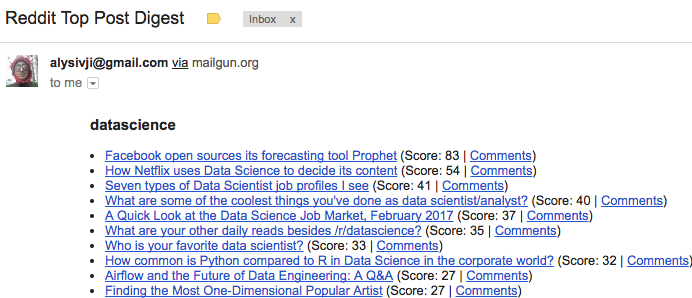 Reddit Top Post Digest
Inbox x
alysivji@gmail.com via mailgun.org
to me
datascience
Facebook open sources its forecasting tool Prophet (Score: 83 | Comments)
How Netflix uses Data Science to decide its content (Score: 54 | Comments)
Seven types of Data Scientist job profiles I see (Score: 41 | Comments)
What are some of the coolest things you've done as data scientist/analyst? (Score: 40 | Comments)
A Quick Look at the Data Science Job Market, February 2017 (Score: 37 | Comments)
What are your other daily reads besides /r/datascience? (Score: 35 | Comments)
Who is your favorite data scientist? (Score: 33 | Comments)
How common is Python compared to R in Data Science in the corporate world? (Score: 32 | Comments)
Airflow and the Future of Data Engineering: A Q&A (Score: 27 | Comments)
Finding the Most One-Dimensional Popular Artist (Score: 27 | Comments)